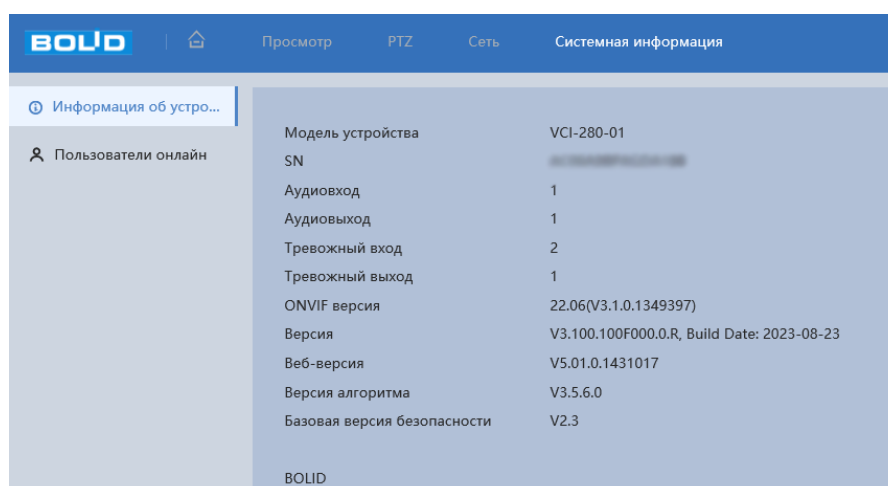 BOLID
Просмотр PTZ Сеть Системная информация
Информация об устро...
Пользователи онлайн
Модель устройства VCI-280-01
SN
Аудиовход 1
Аудиовыход 1
Тревожный вход 2
Тревожный выход 1
ONVIF версия 22.06(V3.1.0.1349397)
Версия V3.100.100F000.0.R, Build Date: 2023-08-23
Веб-версия V5.01.0.1431017
Версия алгоритма V3.5.6.0
Базовая версия безопасности V2.3
BOLID